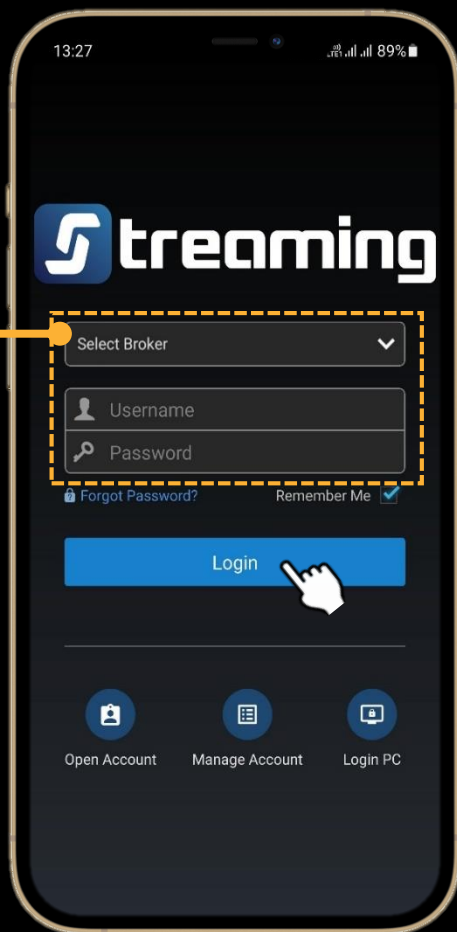 13:27
89%
Streaming
Select Broker
Username
Password
Forgot Password?
Remember Me
Login
Open Account
Manage Account
Login PC